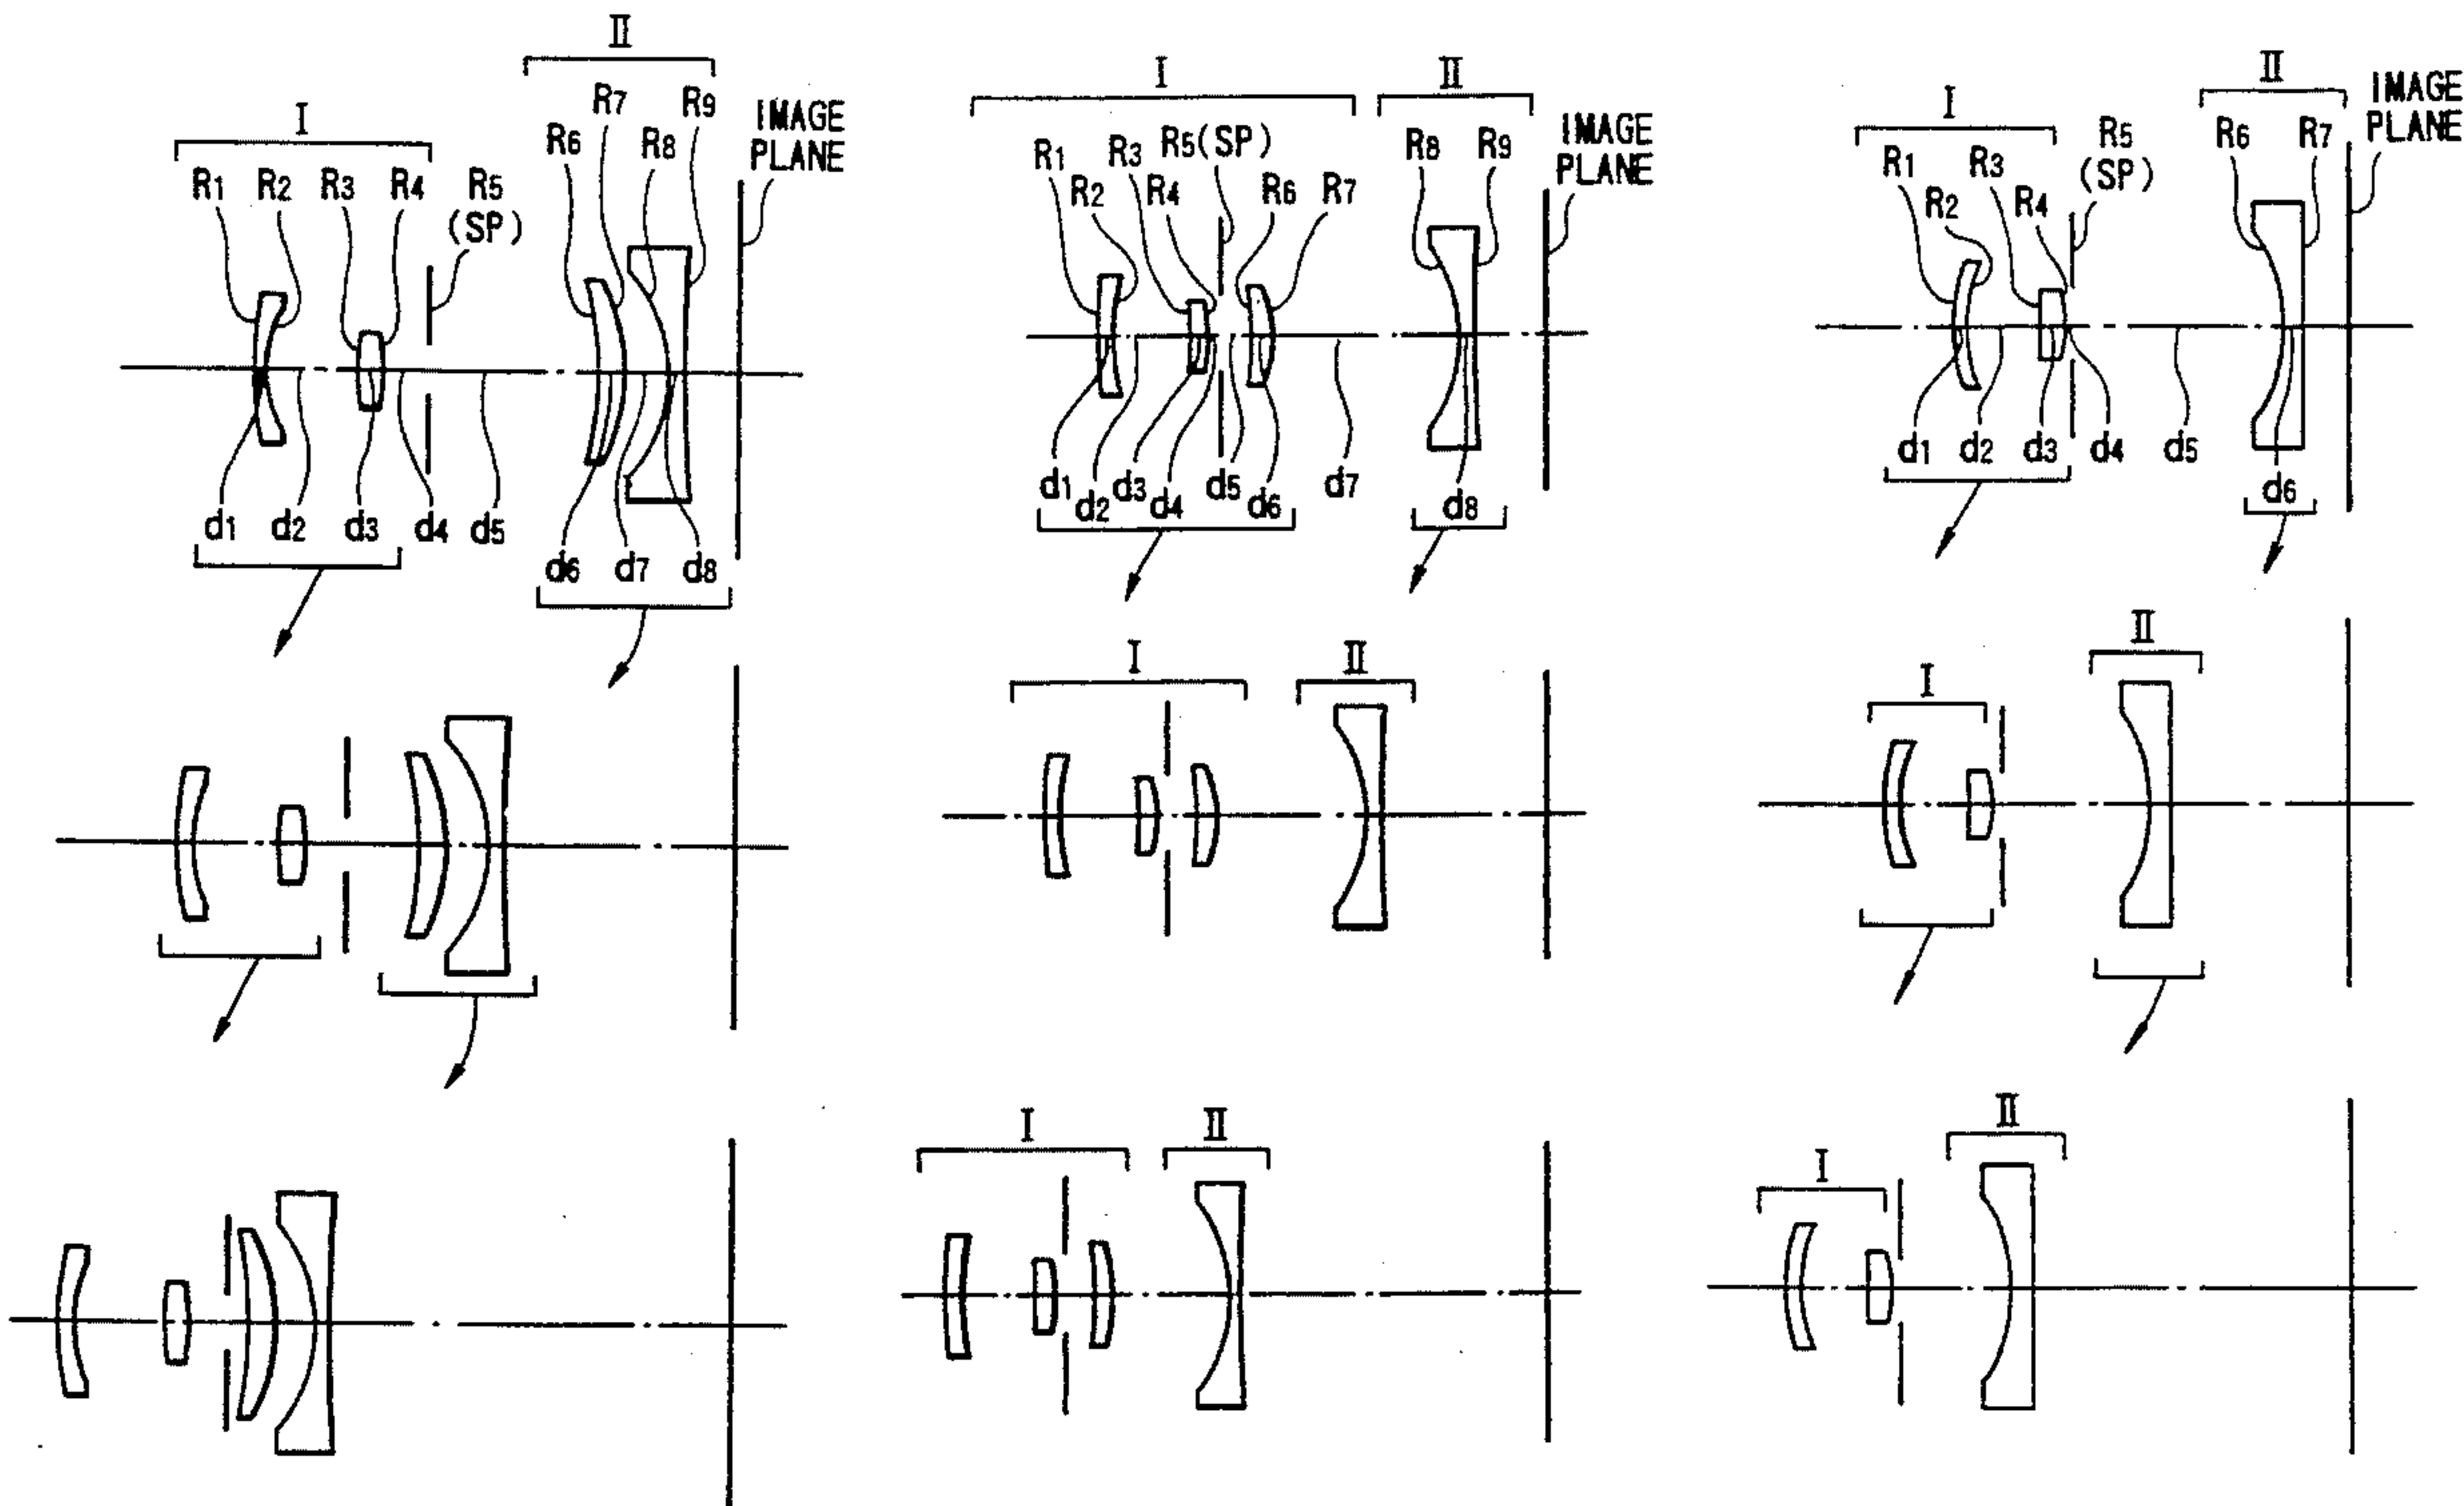 II
I
R1 R2 R3 R4 R5
(SP)
R6 R7 R8 R9
IMAGE
PLANE
d1 d2 d3 d4 d5
d6 d7 d8
I II
R1 R2 R3 R4 R5(SP) R6 R7
R8 R9
IMAGE
PLANE
d1 d2 d3 d4 d5 d6 d7 d8
I II
R1 R2 R3 R4 R5
(SP)
R6 R7
IMAGE
PLANE
d1 d2 d3 d4 d5
d6
I II
I II
I II
I II